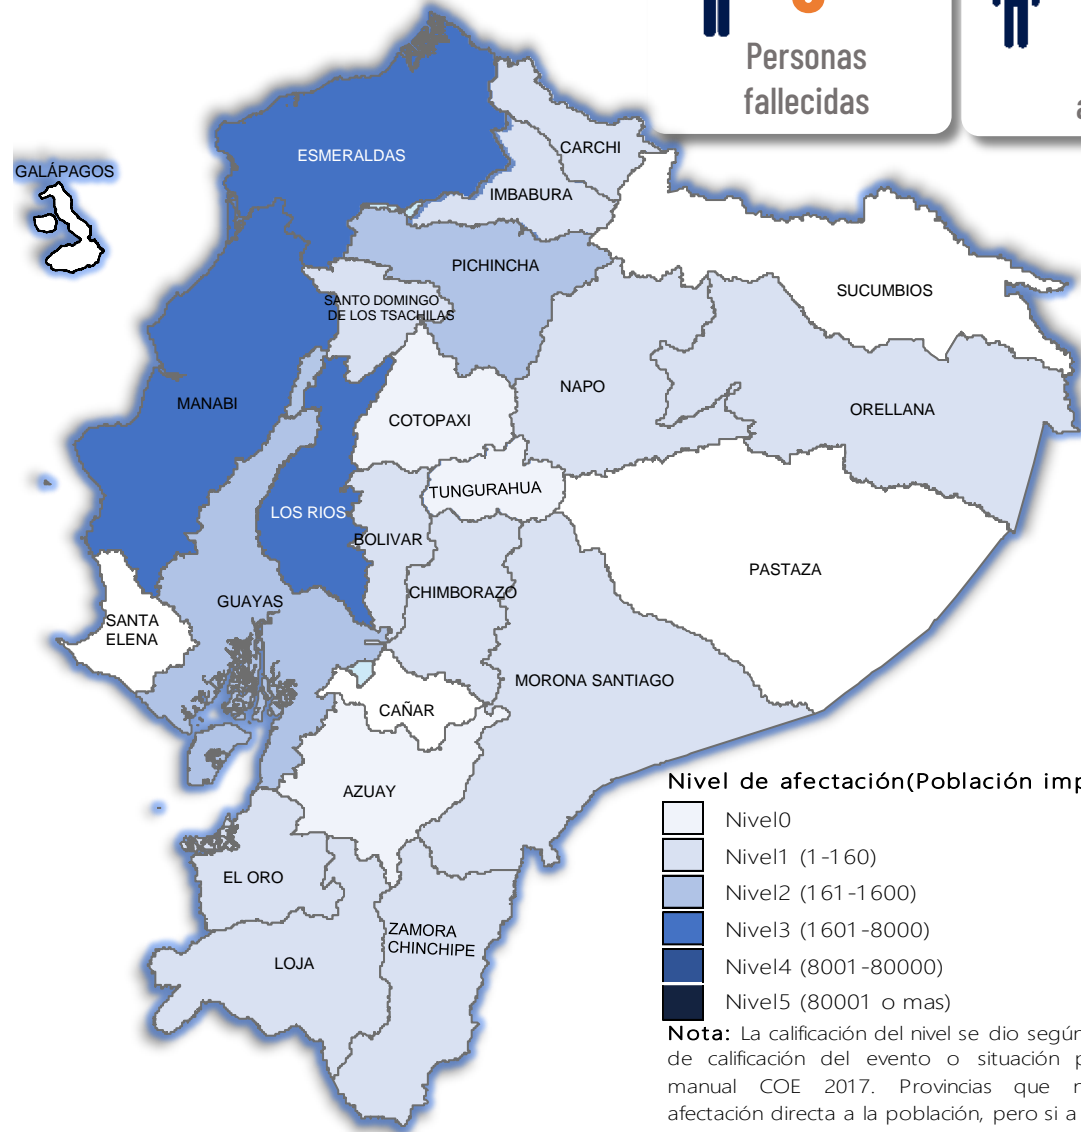 Personas
fallecidas
a
ESMERALDAS
CARCHI
GALÁPAGOS
IMBABURA
PICHINCHA
SUCUMBIOS
SANTO DOMINGO
DE LOS TSACHILAS
NAPO
MANABI
ORELLANA
COTOPAXI
TUNGURAHUA
LOS RIOS
BOLIVAR
PASTAZA
CHIMBORAZO
GUAYAS
SANTA
ELENA
MORONA SANTIAGO
CAÑAR
AZUAY
EL ORO
ZAMORA
CHINCHIPE
LOJA
Nivel de afectación(Población imp
Nivel0
Nivel1 (1-160)
Nivel2 (161-1600)
Nivel3 (1601-8000)
Nivel4 (8001-80000)
Nivel5 (80001 o mas)
Nota: La calificación del nivel se dio según
de calificación del evento o situación p
manual COE 2017. Provincias que n
afectación directa a la población, pero si a